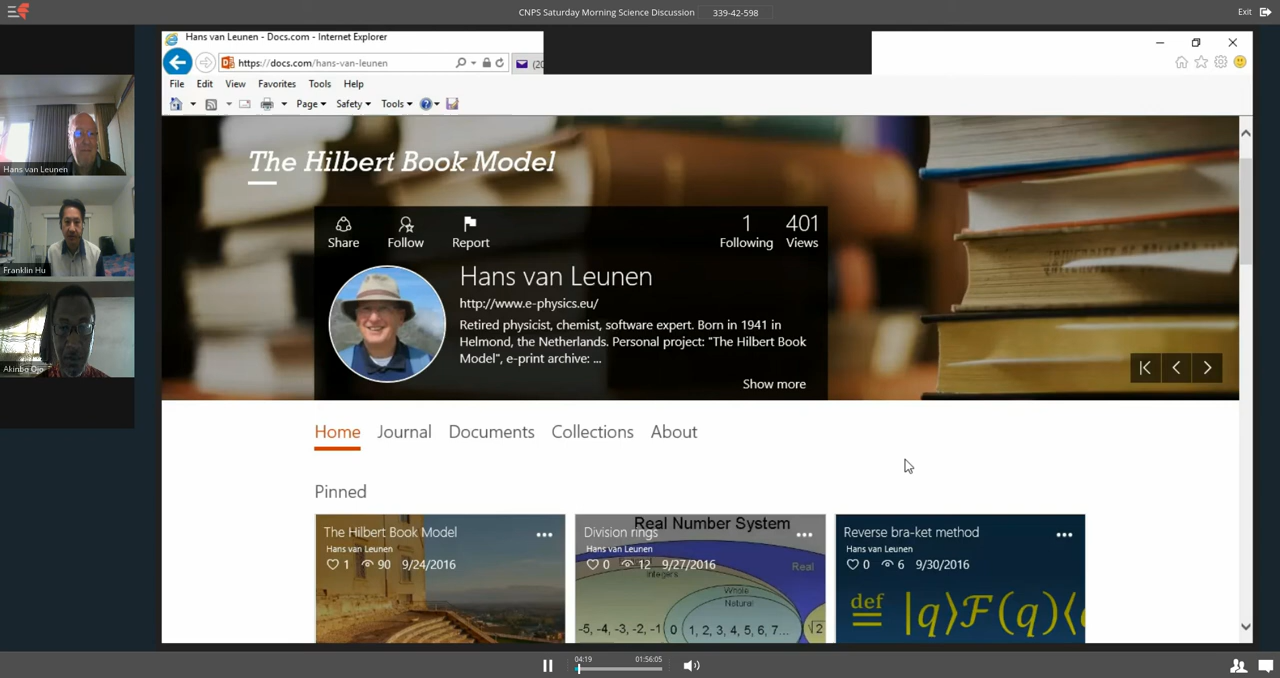 CNPS Saturday Morning Science Discussion 339-42-598 Exit
Hans van Leunen - Docs.com - Internet Explorer
https://docs.com/hans-van-leunen (20
File Edit View Favorites Tools Help
Page Safety Tools
Hans van Leunen
Franklin Hu
Akinbo Ojo
The Hilbert Book Model
Share Follow Report
1 Following
401 Views
Hans van Leunen
http://www.e-physics.eu/
Retired physicist, chemist, software expert. Born in 1941 in
Helmond, the Netherlands. Personal project: "The Hilbert Book
Model", e-print archive: ...
Show more
Home Journal Documents Collections About
Pinned
The Hilbert Book Model
Hans van Leunen
1 90 9/24/2016
Real Number System
Division rings
Hans van Leunen
0 12 9/27/2016
Real
Integers
Whole
Natural
-5, -4, -3, -2, -1 0 1, 2, 3, 4, 5, 6, 7... √2
Reverse bra-ket method
Hans van Leunen
0 6 9/30/2016
def
= |q⟩F(q)⟨
04:19 01:56:05